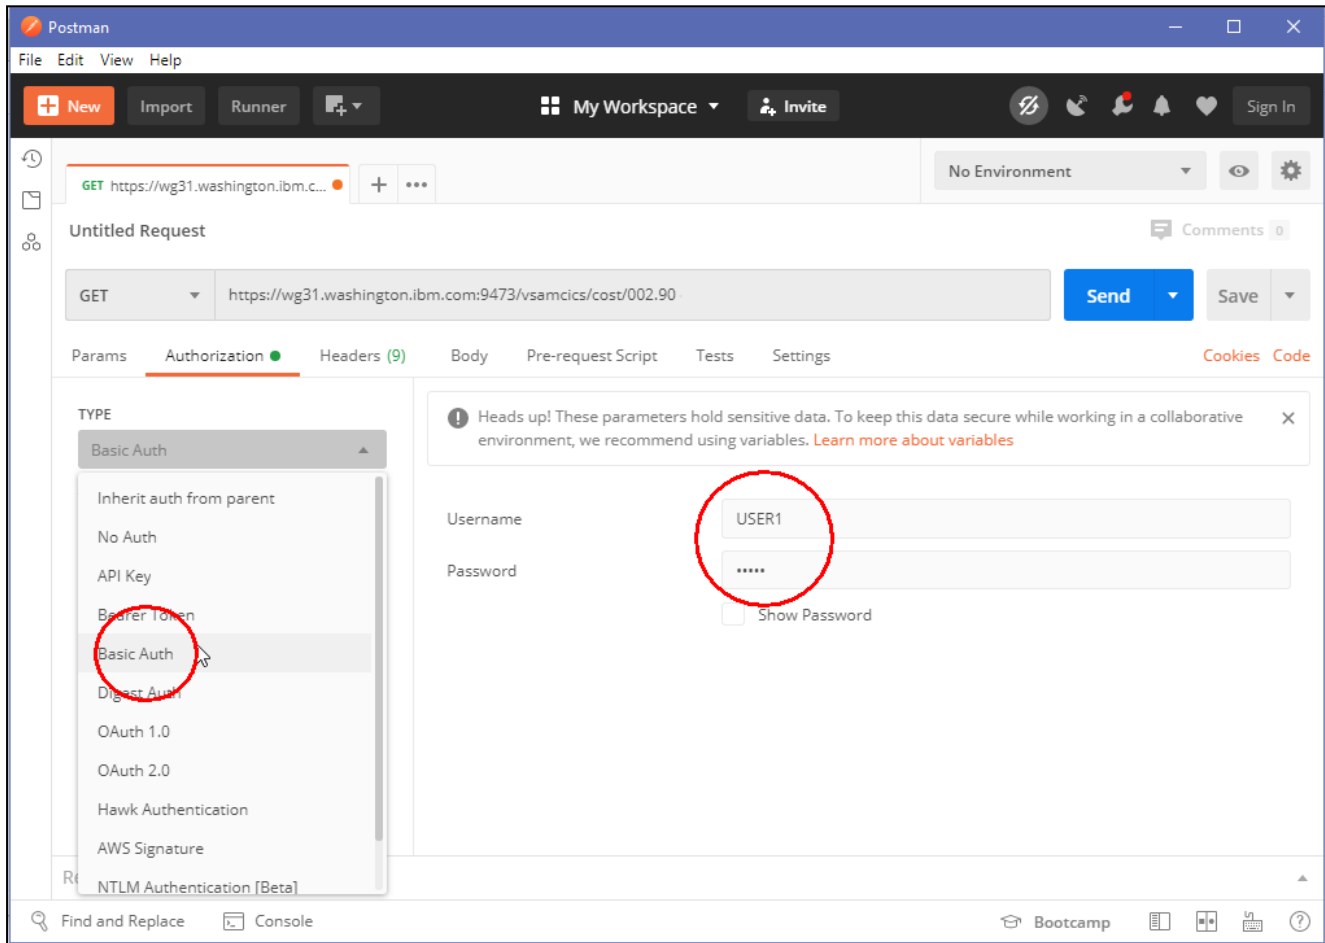 Postman
File Edit View Help
New Import Runner My Workspace Invite Sign In
GET https://wg31.washington.ibm.c... No Environment
Untitled Request Comments 0
GET https://wg31.washington.ibm.com:9473/vsamcics/cost/002.90 Send Save
Params Authorization Headers (9) Body Pre-request Script Tests Settings Cookies Code
TYPE
Basic Auth
Heads up! These parameters hold sensitive data. To keep this data secure while working in a collaborative
environment, we recommend using variables. Learn more about variables
Inherit auth from parent
No Auth
API Key
Bearer Token
Basic Auth
Digest Auth
OAuth 1.0
OAuth 2.0
Hawk Authentication
AWS Signature
NTLM Authentication [Beta]
Username USER1
Password •••••
Show Password
Find and Replace Console Bootcamp